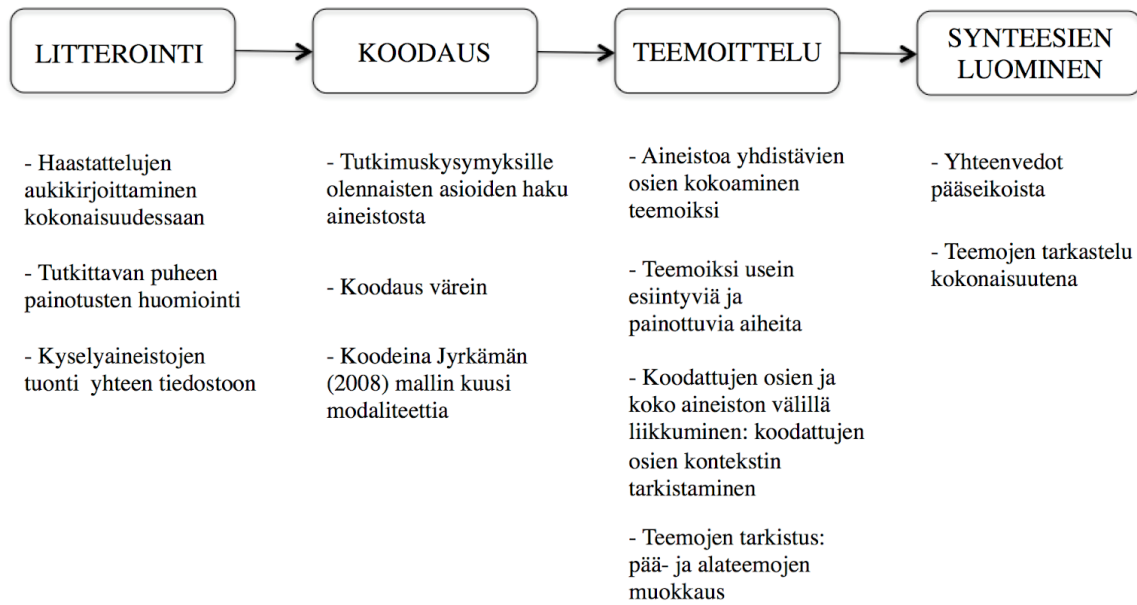 LITTEROINTI
KOODAUS
TEEMOITTELU
SYNTEESIEN
LUOMINEN
- Haastattelujen
aukikirjoittaminen
kokonaisuudessaan
- Tutkittavan puheen
painotusten huomiointi
- Kyselyaineistojen
tuonti yhteen tiedostoon
- Tutkimuskysymyksille
olennaisten asioiden haku
aineistosta
- Koodaus värein
- Koodeina Jyrkämän
(2008) mallin kuusi
modaliteettia
- Aineistoa yhdistävien
osien kokoaminen
teemoiksi
- Teemoiksi usein
esiintyviä ja
painottuvia aiheita
- Koodattujen osien ja
koko aineiston välillä
liikkuminen: koodattujen
osien kontekstin
tarkistaminen
- Teemojen tarkistus:
pää- ja alateemojen
muokkaus
- Yhteenvedot
pääseikoista
- Teemojen tarkastelu
kokonaisuutena